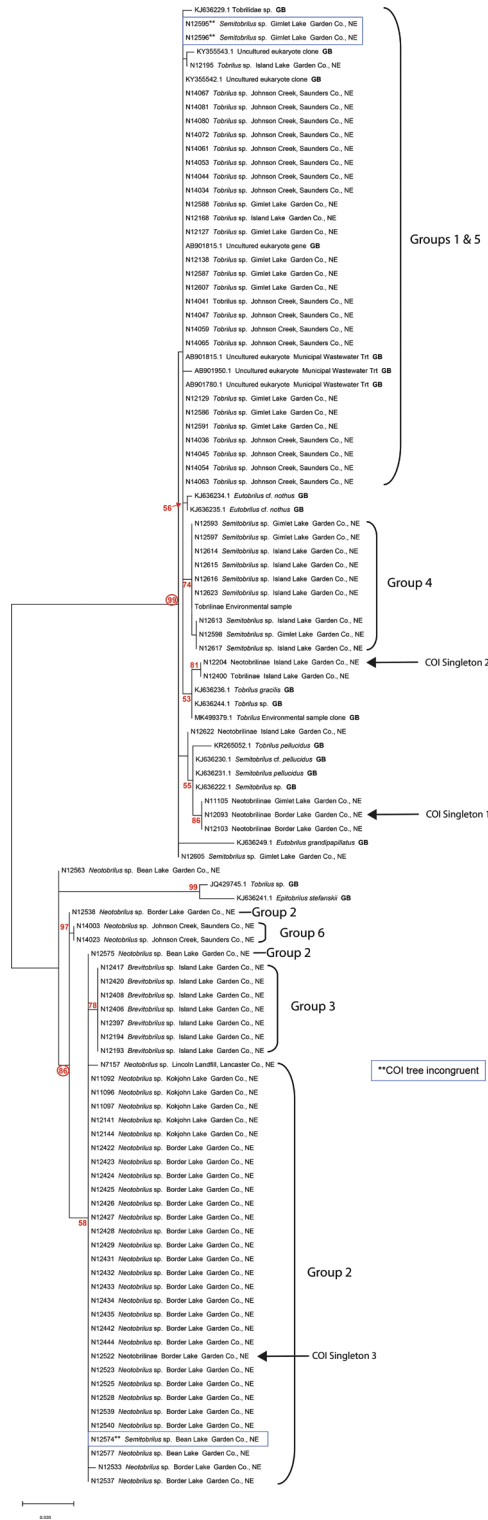 KJ636229.1 Tobrilidae sp. GB
N12595** Semitobrilus sp. Gimlet Lake Garden Co., NE
N12596** Semitobrilus sp. Gimlet Lake Garden Co., NE
KY355543.1 Uncultured eukaryote clone GB
N12195 Tobrilus sp. Island Lake Garden Co., NE
KY355542.1 Uncultured eukaryote clone GB
N14067 Tobrilus sp. Johnson Creek, Saunders Co., NE
N14081 Tobrilus sp. Johnson Creek, Saunders Co., NE
N14080 Tobrilus sp. Johnson Creek, Saunders Co., NE
N14072 Tobrilus sp. Johnson Creek, Saunders Co., NE
N14061 Tobrilus sp. Johnson Creek, Saunders Co., NE
N14053 Tobrilus sp. Johnson Creek, Saunders Co., NE
N14044 Tobrilus sp. Johnson Creek, Saunders Co., NE
N14034 Tobrilus sp. Johnson Creek, Saunders Co., NE
N12588 Tobrilus sp. Gimlet Lake Garden Co., NE
N12168 Tobrilus sp. Island Lake Garden Co., NE
N12127 Tobrilus sp. Gimlet Lake Garden Co., NE
Groups 1 & 5
AB901815.1 Uncultured eukaryote gene GB
N12138 Tobrilus sp. Gimlet Lake Garden Co., NE
N12587 Tobrilus sp. Gimlet Lake Garden Co., NE
N12607 Tobrilus sp. Gimlet Lake Garden Co., NE
N14041 Tobrilus sp. Johnson Creek, Saunders Co., NE
N14047 Tobrilus sp. Johnson Creek, Saunders Co., NE
N14059 Tobrilus sp. Johnson Creek, Saunders Co., NE
N14065 Tobrilus sp. Johnson Creek, Saunders Co., NE
AB901815.1 Uncultured eukaryote Municipal Wastewater Trt GB
AB901950.1 Uncultured eukaryote Municipal Wastewater Trt GB
AB901780.1 Uncultured eukaryote Municipal Wastewater Trt GB
N12129 Tobrilus sp. Gimlet Lake Garden Co., NE
N12586 Tobrilus sp. Gimlet Lake Garden Co., NE
N12591 Tobrilus sp. Gimlet Lake Garden Co., NE
N14036 Tobrilus sp. Johnson Creek, Saunders Co., NE
N14045 Tobrilus sp. Johnson Creek, Saunders Co., NE
N14054 Tobrilus sp. Johnson Creek, Saunders Co., NE
N14063 Tobrilus sp. Johnson Creek, Saunders Co., NE
KJ636234.1 Eutobrilus cf. nothus GB
56
KJ636235.1 Eutobrilus cf. nothus GB
N12593 Semitobrilus sp. Gimlet Lake Garden Co., NE
N12597 Semitobrilus sp. Gimlet Lake Garden Co., NE
N12614 Semitobrilus sp. Island Lake Garden Co., NE
N12615 Semitobrilus sp. Island Lake Garden Co., NE
N12616 Semitobrilus sp. Island Lake Garden Co., NE
74
Group 4
N12623 Semitobrilus sp. Island Lake Garden Co., NE
99
Tobrilinae Environmental sample
N12613 Semitobrilus sp. Island Lake Garden Co., NE
N12598 Semitobrilus sp. Gimlet Lake Garden Co., NE
N12617 Semitobrilus sp. Island Lake Garden Co., NE
81
N12204 Neotobrilinae Island Lake Garden Co., NE
COI Singleton 2
N12400 Tobrilinae Island Lake Garden Co., NE
KJ636236.1 Tobrilus gracilis GB
53
KJ636244.1 Tobrilus sp. GB
MK499379.1 Tobrilus Environmental sample clone GB
N12622 Neotobrilinae Island Lake Garden Co., NE
KR265052.1 Tobrilus pellucidus GB
KJ636230.1 Semitobrilus cf. pellucidus GB
KJ636231.1 Semitobrilus pellucidus GB
55
KJ636222.1 Semitobrilus sp. GB
N11105 Neotobrilinae Gimlet Lake Garden Co., NE
N12093 Neotobrilinae Border Lake Garden Co., NE
COI Singleton 1
86
N12103 Neotobrilinae Border Lake Garden Co., NE
KJ636249.1 Eutobrilus grandipapillatus GB
N12605 Semitobrilus sp. Gimlet Lake Garden Co., NE
N12563 Neotobrilus sp. Bean Lake Garden Co., NE
99
JQ429745.1 Tobrilus sp. GB
KJ636241.1 Epitobrilus stefanskii GB
N12538 Neotobrilus sp. Border Lake Garden Co., NE
Group 2
97
N14003 Neotobrilus sp. Johnson Creek, Saunders Co., NE
Group 6
N14023 Neotobrilus sp. Johnson Creek, Saunders Co., NE
N12575 Neotobrilus sp. Bean Lake Garden Co., NE
Group 2
N12417 Brevitobrilus sp. Island Lake Garden Co., NE
N12420 Brevitobrilus sp. Island Lake Garden Co., NE
N12408 Brevitobrilus sp. Island Lake Garden Co., NE
78
N12406 Brevitobrilus sp. Island Lake Garden Co., NE
Group 3
N12397 Brevitobrilus sp. Island Lake Garden Co., NE
N12194 Brevitobrilus sp. Island Lake Garden Co., NE
N12193 Brevitobrilus sp. Island Lake Garden Co., NE
86
N7157 Neotobrilus sp. Lincoln Landfill, Lancaster Co., NE
**COI tree incongruent
N11092 Neotobrilus sp. Kokjohn Lake Garden Co., NE
N11096 Neotobrilus sp. Kokjohn Lake Garden Co., NE
N11097 Neotobrilus sp. Kokjohn Lake Garden Co., NE
N12141 Neotobrilus sp. Kokjohn Lake Garden Co., NE
N12144 Neotobrilus sp. Kokjohn Lake Garden Co., NE
N12422 Neotobrilus sp. Border Lake Garden Co., NE
N12423 Neotobrilus sp. Border Lake Garden Co., NE
N12424 Neotobrilus sp. Border Lake Garden Co., NE
N12425 Neotobrilus sp. Border Lake Garden Co., NE
N12426 Neotobrilus sp. Border Lake Garden Co., NE
58
N12427 Neotobrilus sp. Border Lake Garden Co., NE
N12428 Neotobrilus sp. Border Lake Garden Co., NE
N12429 Neotobrilus sp. Border Lake Garden Co., NE
N12431 Neotobrilus sp. Border Lake Garden Co., NE
Group 2
N12432 Neotobrilus sp. Border Lake Garden Co., NE
N12433 Neotobrilus sp. Border Lake Garden Co., NE
N12434 Neotobrilus sp. Border Lake Garden Co., NE
N12435 Neotobrilus sp. Border Lake Garden Co., NE
N12442 Neotobrilus sp. Border Lake Garden Co., NE
N12444 Neotobrilus sp. Border Lake Garden Co., NE
N12522 Neotobrilinae Border Lake Garden Co., NE
COI Singleton 3
N12523 Neotobrilus sp. Border Lake Garden Co., NE
N12525 Neotobrilus sp. Border Lake Garden Co., NE
N12528 Neotobrilus sp. Border Lake Garden Co., NE
N12539 Neotobrilus sp. Border Lake Garden Co., NE
N12540 Neotobrilus sp. Border Lake Garden Co., NE
N12574** Semitobrilus sp. Bean Lake Garden Co., NE
N12577 Neotobrilus sp. Bean Lake Garden Co., NE
N12533 Neotobrilus sp. Border Lake Garden Co., NE
N12537 Neotobrilus sp. Border Lake Garden Co., NE
0.020